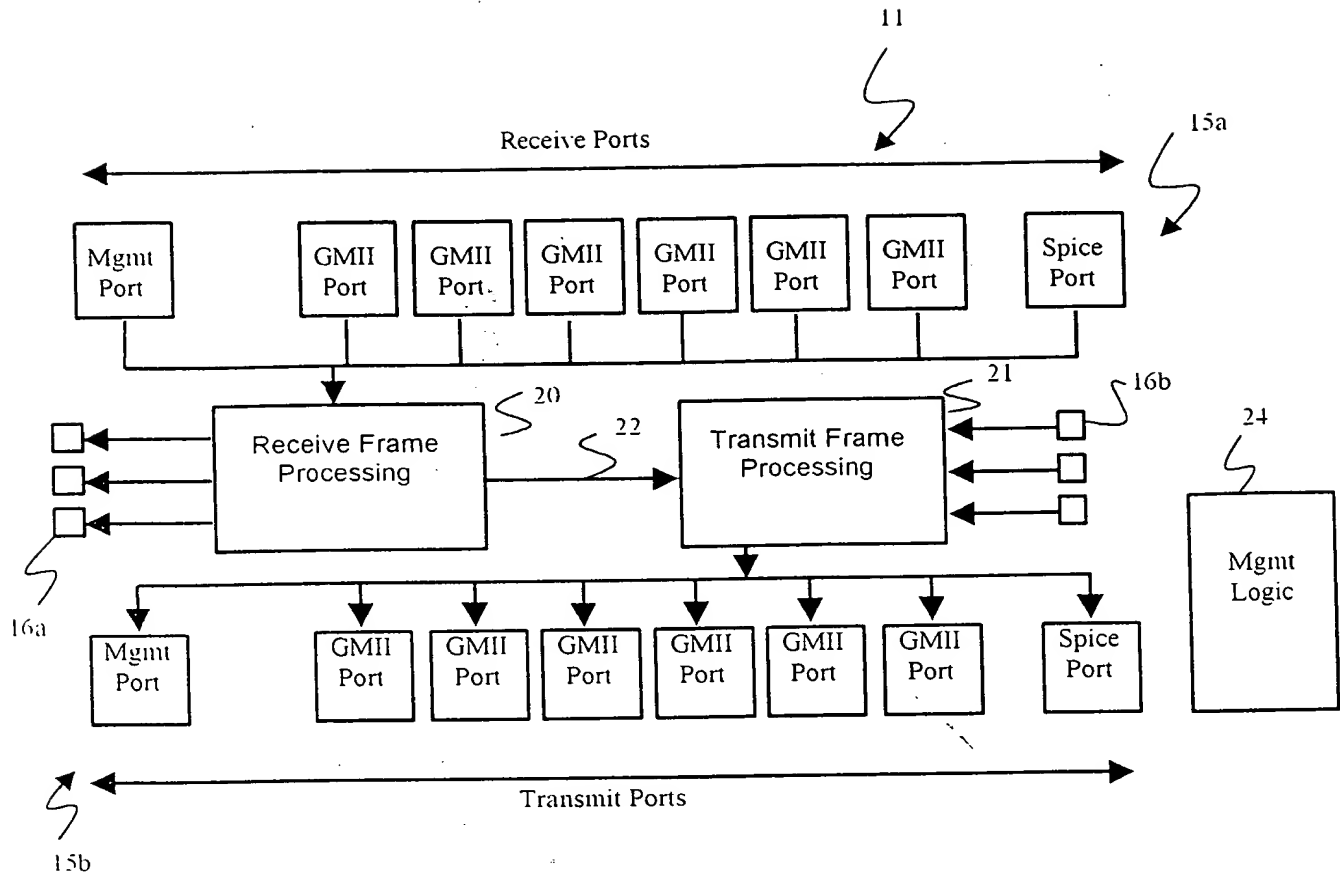 11
Receive Ports
15a
Mgmt
Port
GMII
Port
GMII
Port
GMII
Port
GMII
Port
GMII
Port
GMII
Port
Spice
Port
20
21
16b
Receive Frame
Processing
22
Transmit Frame
Processing
24
Mgmt
Logic
16a
Mgmt
Port
GMII
Port
GMII
Port
GMII
Port
GMII
Port
GMII
Port
GMII
Port
Spice
Port
Transmit Ports
15b